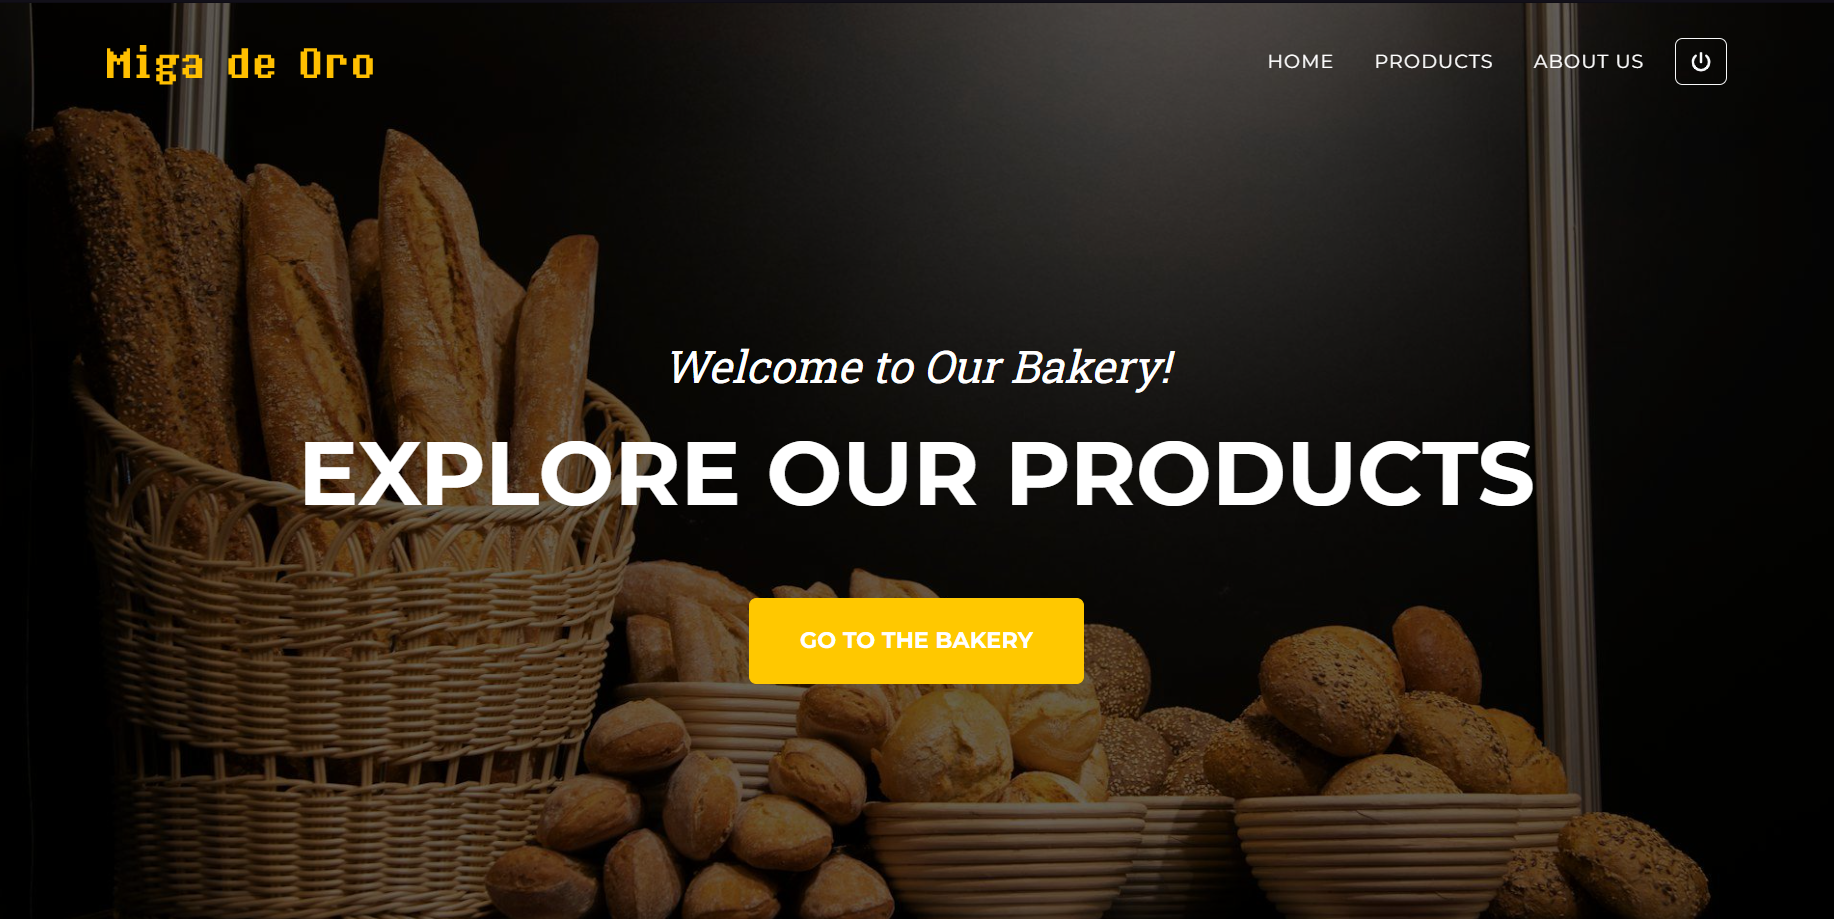 Miga de Oro
HOME PRODUCTS ABOUT US
Welcome to Our Bakery!
EXPLORE OUR PRODUCTS
GO TO THE BAKERY